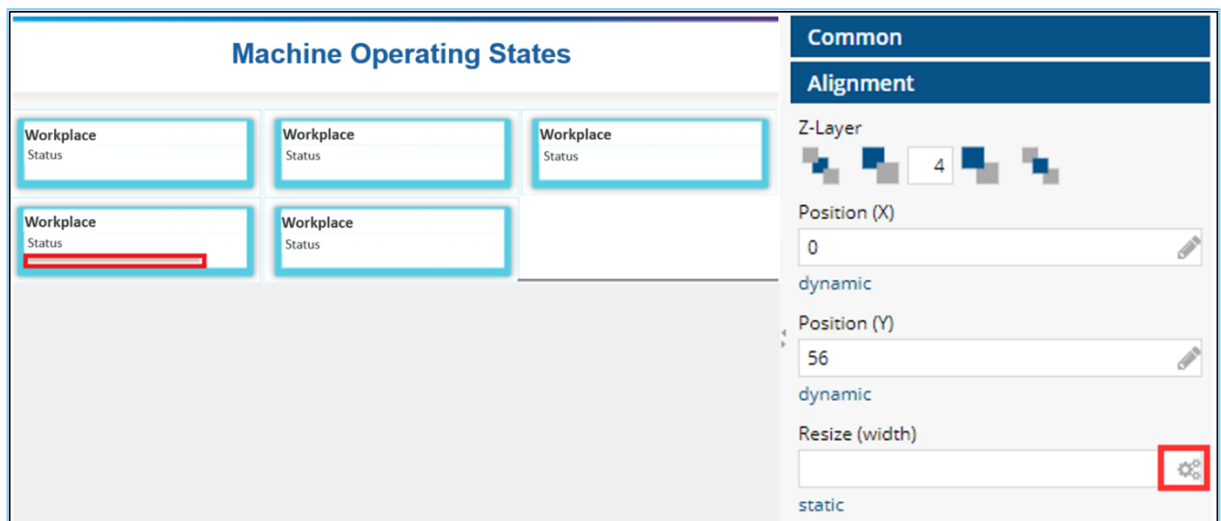 Machine Operating States
Workplace
Status
Workplace
Status
Workplace
Status
Workplace
Status
Workplace
Status
Common
Alignment
Z-Layer
4
Position (X)
0
dynamic
Position (Y)
56
dynamic
Resize (width)
static